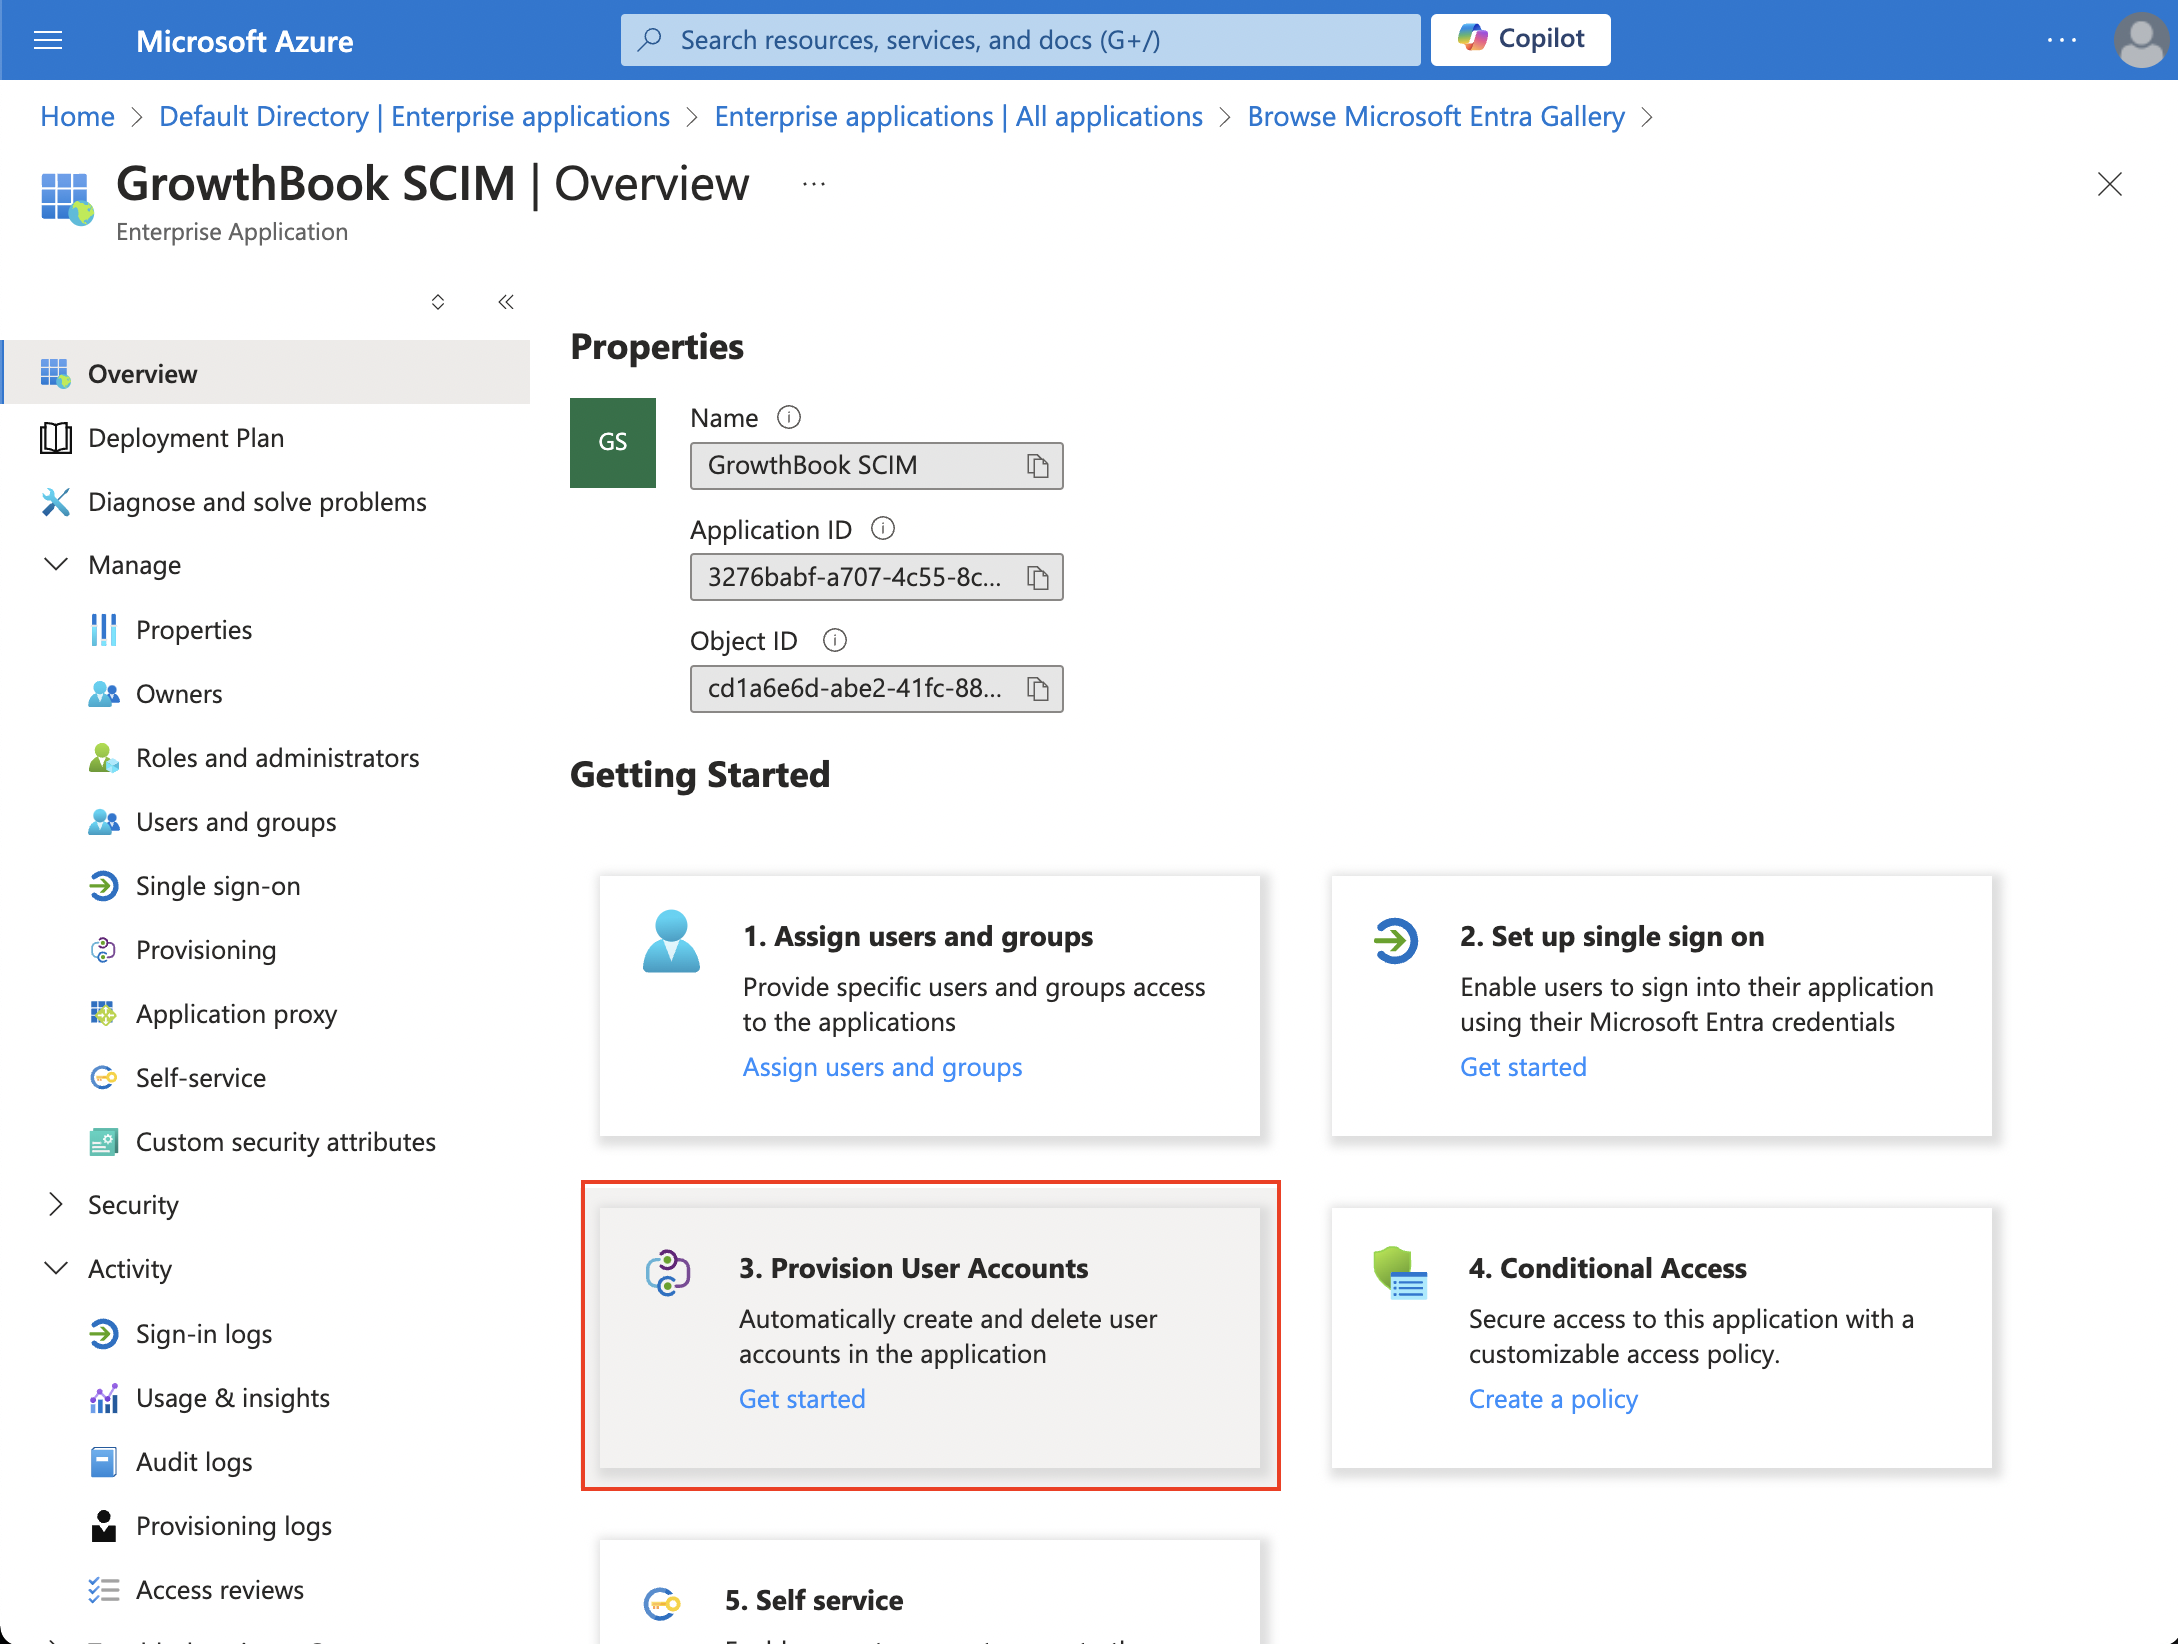 Microsoft Azure
Search resources, services, and docs (G+/)
Copilot
Home > Default Directory | Enterprise applications > Enterprise applications | All applications > Browse Microsoft Entra Gallery >
GrowthBook SCIM | Overview ...
Enterprise Application
Overview
Deployment Plan
Diagnose and solve problems
Manage
Properties
Owners
Roles and administrators
Users and groups
Single sign-on
Provisioning
Application proxy
Self-service
Custom security attributes
Security
Activity
Sign-in logs
Usage & insights
Audit logs
Provisioning logs
Access reviews
Properties
GS
Name
GrowthBook SCIM
Application ID
3276babf-a707-4c55-8c...
Object ID
cd1a6e6d-abe2-41fc-88...
Getting Started
1. Assign users and groups
Provide specific users and groups access
to the applications
Assign users and groups
2. Set up single sign on
Enable users to sign into their application
using their Microsoft Entra credentials
Get started
3. Provision User Accounts
Automatically create and delete user
accounts in the application
Get started
4. Conditional Access
Secure access to this application with a
customizable access policy.
Create a policy
5. Self service